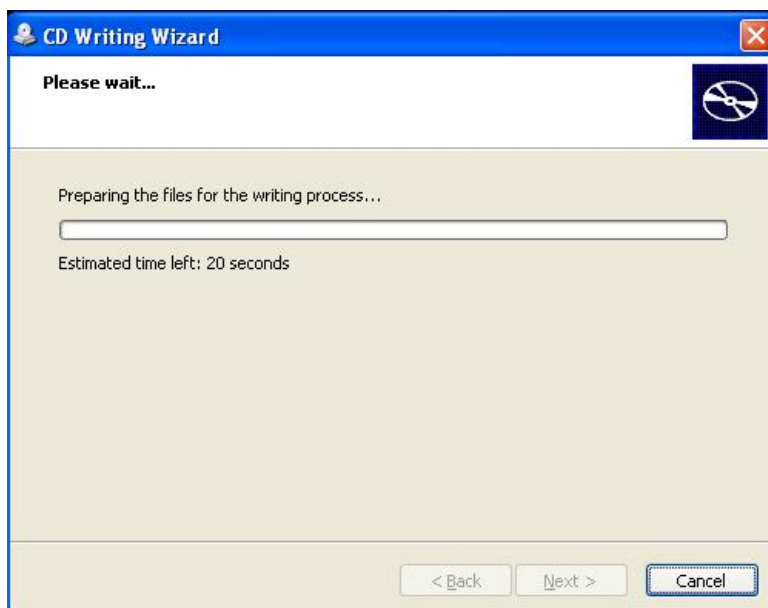 CD Writing Wizard
Please wait...
Preparing the files for the writing process...
Estimated time left: 20 seconds
< Back
Next >
Cancel